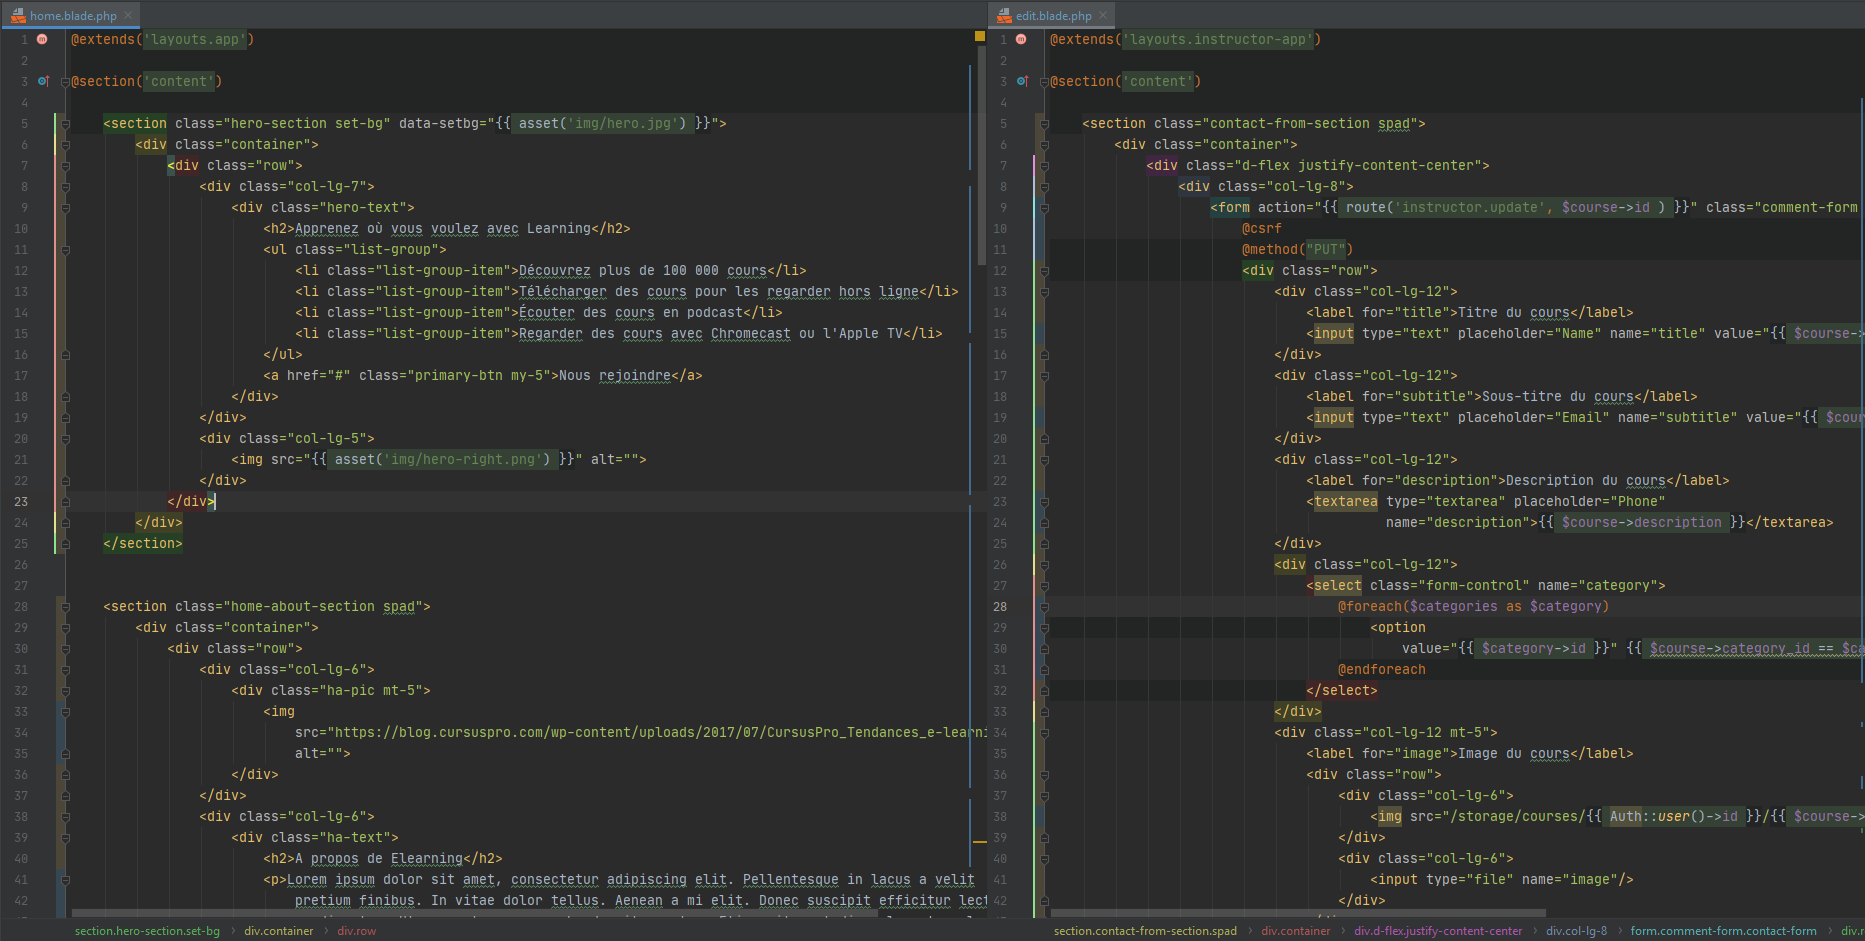 home.blade.php
1 @extends('layouts.app')
2
3 @section('content')
4
5 <section class="hero-section set-bg" data-setbg="{{ asset('img/hero.jpg') }}">
6 <div class="container">
7 <div class="row">
8 <div class="col-lg-7">
9 <div class="hero-text">
10 <h2>Apprenez où vous voulez avec Learning</h2>
11 <ul class="list-group">
12 <li class="list-group-item">Découvrez plus de 100 000 cours</li>
13 <li class="list-group-item">Télécharger des cours pour les regarder hors ligne</li>
14 <li class="list-group-item">Écouter des cours en podcast</li>
15 <li class="list-group-item">Regarder des cours avec Chromecast ou l'Apple TV</li>
16 </ul>
17 <a href="#" class="primary-btn my-5">Nous rejoindre</a>
18 </div>
19 </div>
20 <div class="col-lg-5">
21 <img src="{{ asset('img/hero-right.png') }}" alt="">
22 </div>
23 </div>
24 </div>
25 </section>
26
27
28 <section class="home-about-section spad">
29 <div class="container">
30 <div class="row">
31 <div class="col-lg-6">
32 <div class="ha-pic mt-5">
33 <img
34 src="https://blog.cursuspro.com/wp-content/uploads/2017/07/CursusPro_Tendances_e-learni
35 alt="">
36 </div>
37 </div>
38 <div class="col-lg-6">
39 <div class="ha-text">
40 <h2>A propos de Elearning</h2>
41 <p>Lorem ipsum dolor sit amet, consectetur adipiscing elit. Pellentesque in lacus a velit
42 pretium finibus. In vitae dolor tellus. Aenean a mi elit. Donec suscipit efficitur lect
section.hero-section.set-bg › div.container › div.row
edit.blade.php
1 @extends('layouts.instructor-app')
2
3 @section('content')
4
5 <section class="contact-from-section spad">
6 <div class="container">
7 <div class="d-flex justify-content-center">
8 <div class="col-lg-8">
9 <form action="{{ route('instructor.update', $course->id ) }}" class="comment-form
10 @csrf
11 @method("PUT")
12 <div class="row">
13 <div class="col-lg-12">
14 <label for="title">Titre du cours</label>
15 <input type="text" placeholder="Name" name="title" value="{{ $course->
16 </div>
17 <div class="col-lg-12">
18 <label for="subtitle">Sous-titre du cours</label>
19 <input type="text" placeholder="Email" name="subtitle" value="{{ $cour
20 </div>
21 <div class="col-lg-12">
22 <label for="description">Description du cours</label>
23 <textarea type="textarea" placeholder="Phone"
24 name="description">{{ $course->description }}</textarea>
25 </div>
26 <div class="col-lg-12">
27 <select class="form-control" name="category">
28 @foreach($categories as $category)
29 <option
30 value="{{ $category->id }}" {{ $course->category_id == $ca
31 @endforeach
32 </select>
33 </div>
34 <div class="col-lg-12 mt-5">
35 <label for="image">Image du cours</label>
36 <div class="row">
37 <div class="col-lg-6">
38 <img src="/storage/courses/{{ Auth::user()->id }}/{{ $course->
39 </div>
40 <div class="col-lg-6">
41 <input type="file" name="image"/>
42 </div>
section.contact-from-section.spad › div.container › div.d-flex.justify-content-center › div.col-lg-8 › form.comment-form.contact-form › div.r